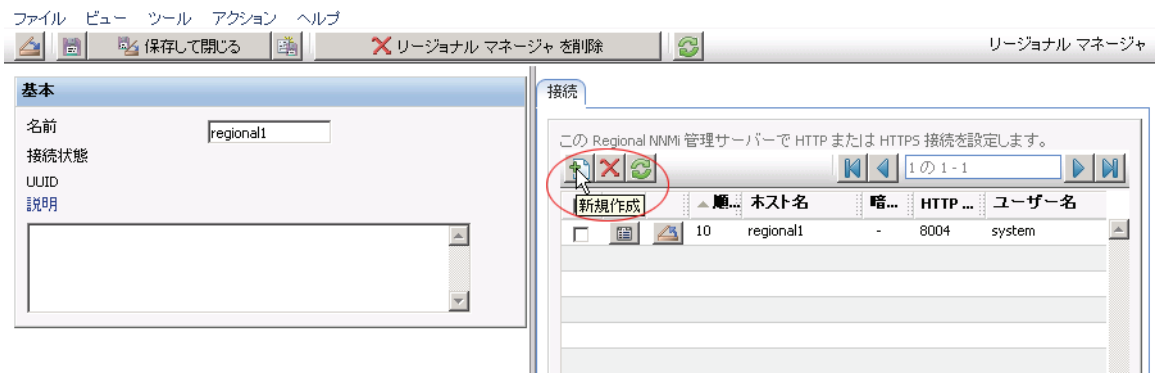 ファイル ビュー ツール アクション ヘルプ
保存して閉じる リージョナル マネージャ を削除 リージョナル マネージャ
基本
名前 regional1
接続状態
UUID
説明
接続
この Regional NNMi 管理サーバーで HTTP または HTTPS 接続を設定します。
1 の 1 - 1
新規作成
順... ホスト名 暗... HTTP ... ユーザー名
10 regional1 - 8004 system